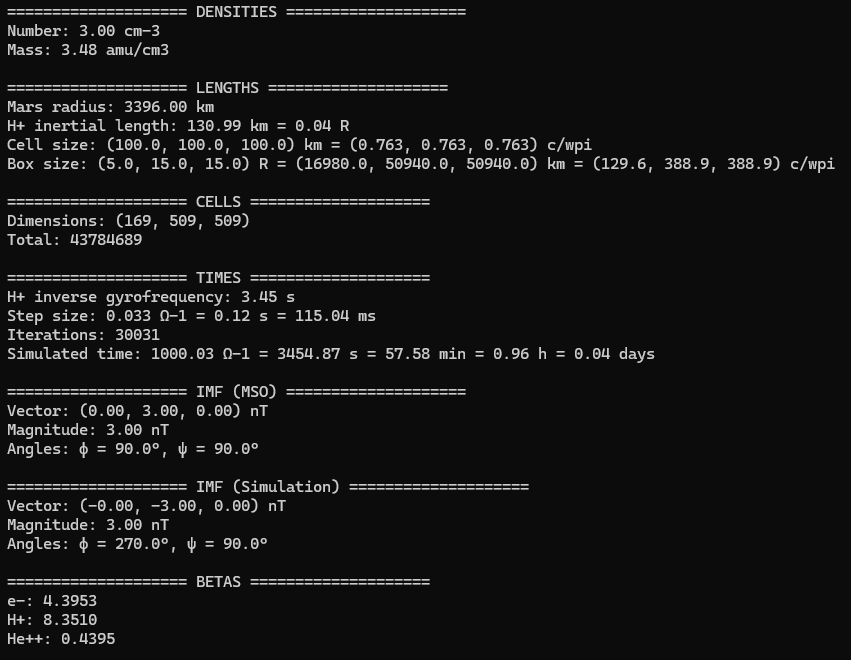 ==================== DENSITIES ====================
Number: 3.00 cm-3
Mass: 3.48 amu/cm3
==================== LENGTHS ====================
Mars radius: 3396.00 km
H+ inertial length: 130.99 km = 0.04 R
Cell size: (100.0, 100.0, 100.0) km = (0.763, 0.763, 0.763) c/wpi
Box size: (5.0, 15.0, 15.0) R = (16980.0, 50940.0, 50940.0) km = (129.6, 388.9, 388.9) c/wpi
==================== CELLS ====================
Dimensions: (169, 509, 509)
Total: 43784689
==================== TIMES ====================
H+ inverse gyrofrequency: 3.45 s
Step size: 0.033 Ω-1 = 0.12 s = 115.04 ms
Iterations: 30031
Simulated time: 1000.03 Ω-1 = 3454.87 s = 57.58 min = 0.96 h = 0.04 days
==================== IMF (MSO) ====================
Vector: (0.00, 3.00, 0.00) nT
Magnitude: 3.00 nT
Angles: ϕ = 90.0°, ψ = 90.0°
==================== IMF (Simulation) ====================
Vector: (-0.00, -3.00, 0.00) nT
Magnitude: 3.00 nT
Angles: ϕ = 270.0°, ψ = 90.0°
==================== BETAS ====================
e-: 4.3953
H+: 8.3510
He++: 0.4395